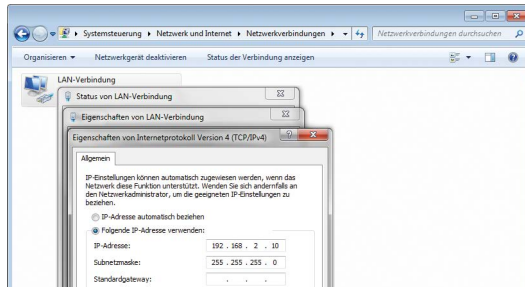 Systemsteuerung ▸ Netzwerk und Internet ▸ Netzwerkverbindungen ▸
Netzwerkverbindungen durchsuchen
Organisieren Netzwerkgerät deaktivieren Status der Verbindung anzeigen
LAN-Verbindung
Status von LAN-Verbindung
Eigenschaften von LAN-Verbindung
Eigenschaften von Internetprotokoll Version 4 (TCP/IPv4)
Allgemein
IP-Einstellungen können automatisch zugewiesen werden, wenn das
Netzwerk diese Funktion unterstützt. Wenden Sie sich andernfalls an
den Netzwerkadministrator, um die geeigneten IP-Einstellungen zu
beziehen.
IP-Adresse automatisch beziehen
Folgende IP-Adresse verwenden:
IP-Adresse: 192 . 168 . 2 . 10
Subnetzmaske: 255 . 255 . 255 . 0
Standardgateway: . . .